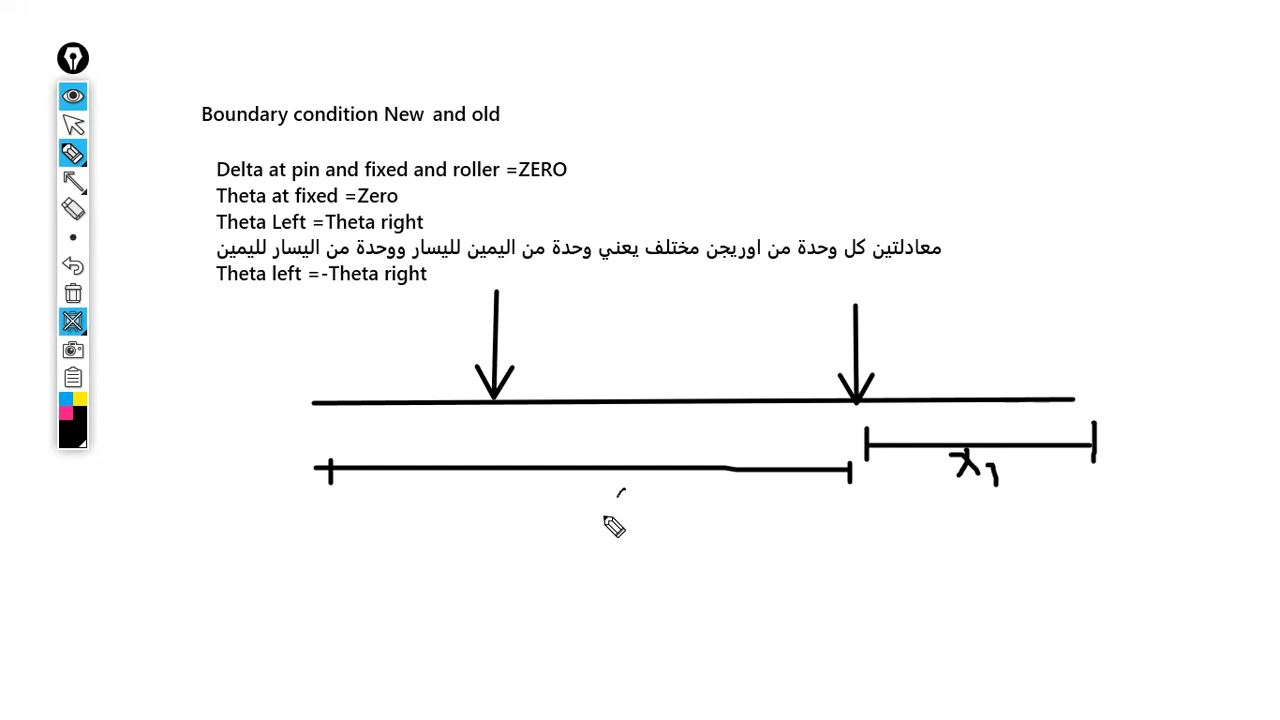 Boundary condition New and old
Delta at pin and fixed and roller =ZERO
Theta at fixed =Zero
Theta Left =Theta right
معادلتين كل وحدة من اوريجن مختلف يعني وحدة من اليمين لليسار ووحدة من اليسار لليمين
Theta left =-Theta right
x1